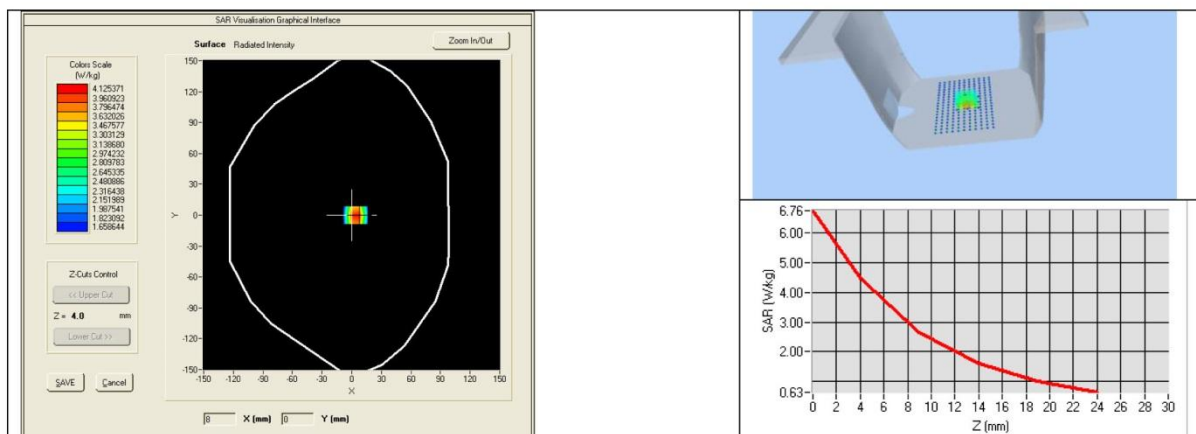 SAR Visualisation Graphical Interface
Surface Radiated Intensity
Zoom In/Out
Colors Scale
(W/kg)
4.125371
3.960923
3.796474
3.632026
3.467577
3.303129
3.138680
2.974232
2.809783
2.645335
2.480886
2.316438
2.151989
1.987541
1.823092
1.658644
Z-Cuts Control
<< Upper Cut
Z = 4.0 mm
Lower Cut >>
SAVE Cancel
Y
150
120
90
60
30
0
-30
-60
-90
-120
-150
-150 -120 -90 -60 -30 0 30 60 90 120 150
X
8 X (mm) 0 Y (mm)
SAR (W/kg)
6.76
6.00
5.00
4.00
3.00
2.00
0.63
0 2 4 6 8 10 12 14 16 18 20 22 24 26 28 30
Z (mm)